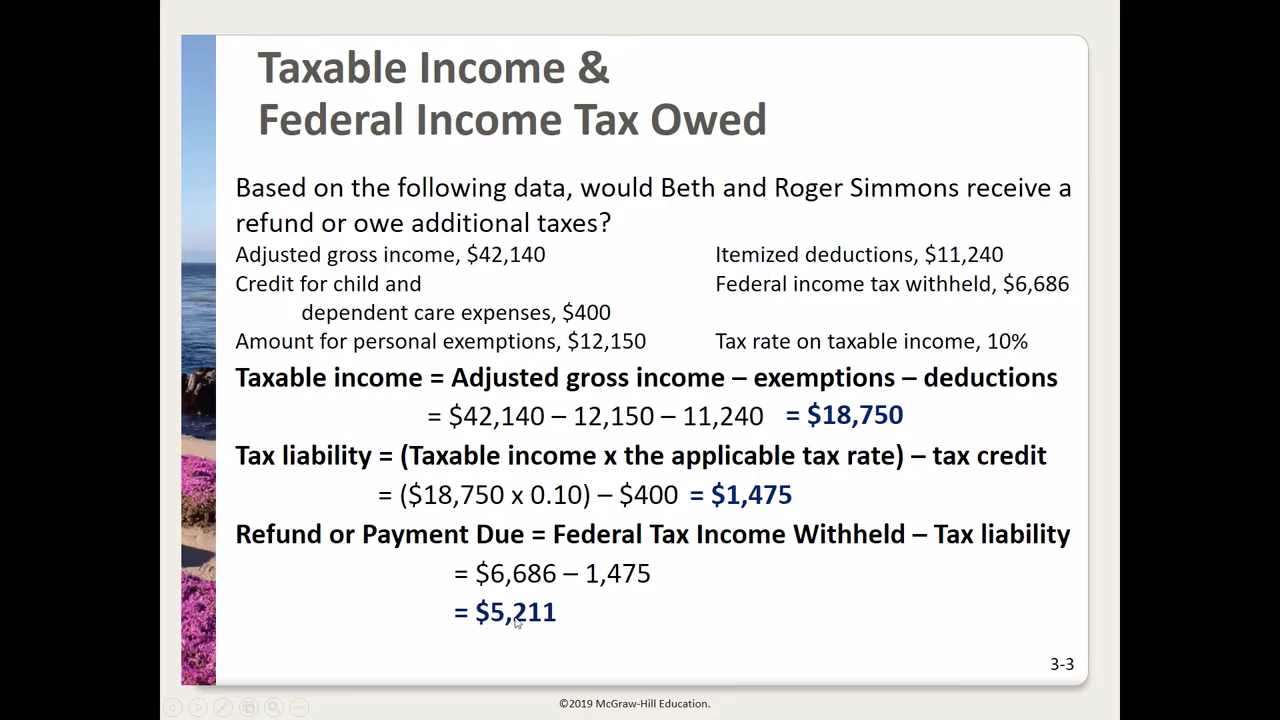 Taxable Income &
Federal Income Tax Owed
Based on the following data, would Beth and Roger Simmons receive a
refund or owe additional taxes?
Adjusted gross income, $42,140 Itemized deductions, $11,240
Credit for child and Federal income tax withheld, $6,686
dependent care expenses, $400
Amount for personal exemptions, $12,150 Tax rate on taxable income, 10%
Taxable income = Adjusted gross income – exemptions – deductions
= $42,140 – 12,150 – 11,240 = $18,750
Tax liability = (Taxable income x the applicable tax rate) – tax credit
= ($18,750 x 0.10) – $400 = $1,475
Refund or Payment Due = Federal Tax Income Withheld – Tax liability
= $6,686 – 1,475
= $5,211
3-3
©2019 McGraw-Hill Education.